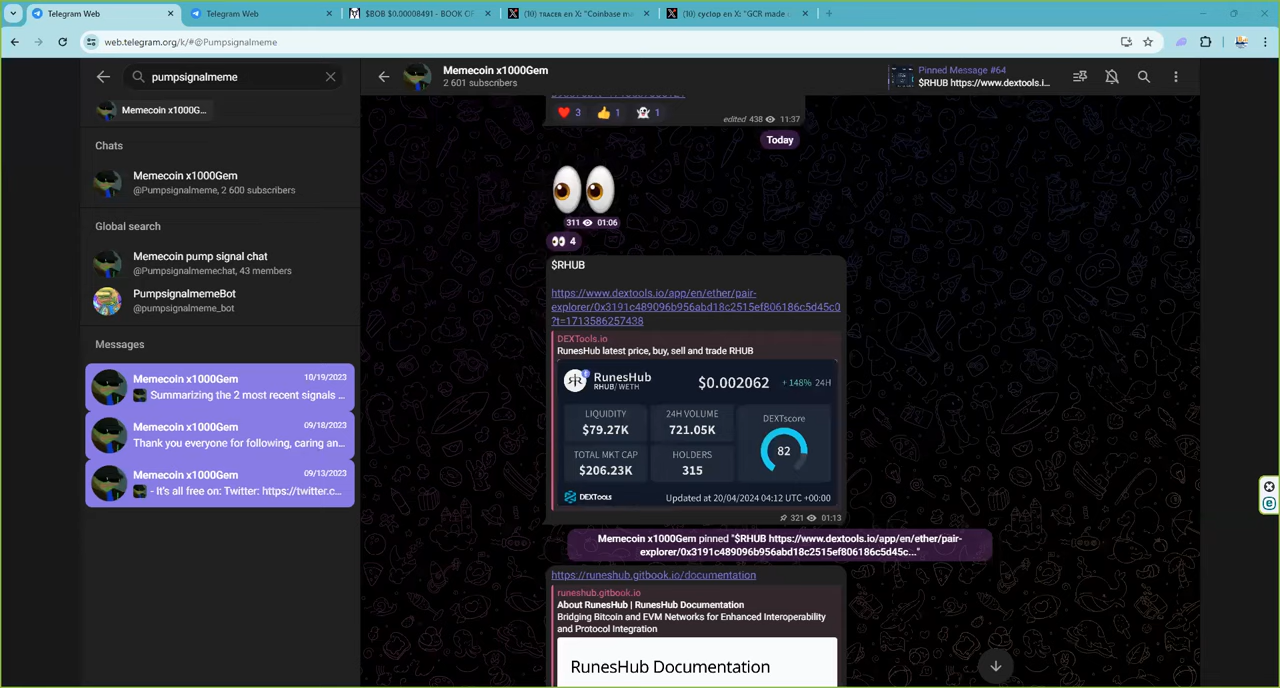 Telegram Web
Telegram Web
$BOB $0.00008491 - BOOK OF
(10) TRACER en X: "Coinbase m
(10) cyclop en X: "GCR made
web.telegram.org/k/#@Pumpsignalmeme
pumpsignalmeme
Memecoin x1000G...
Chats
Memecoin x1000Gem
@Pumpsignalmeme, 2 600 subscribers
Global search
Memecoin pump signal chat
@Pumpsignalmemechat, 43 members
PumpsignalmemeBot
@pumpsignalmeme_bot
Messages
Memecoin x1000Gem 10/19/2023
Summarizing the 2 most recent signals ...
Memecoin x1000Gem 09/18/2023
Thank you everyone for following, caring an...
Memecoin x1000Gem 09/13/2023
- It's all free on: Twitter: https://twitter.c...
Memecoin x1000Gem
2 601 subscribers
Pinned Message #64
$RHUB https://www.dextools.i...
3 1 1
edited 438 11:37
Today
311 01:06
4
$RHUB
https://www.dextools.io/app/en/ether/pair-
explorer/0x3191c489096b956abd18c2515ef806186c5d45c0
?t=1713586257438
DEXTools.io
RunesHub latest price, buy, sell and trade RHUB
RunesHub
RHUB/ WETH
$0.002062 + 148% 24H
LIQUIDITY
$79.27K
24H VOLUME
721.05K
DEXTscore
82
TOTAL MKT CAP
$206.23K
HOLDERS
315
DEXTools
Updated at 20/04/2024 04:12 UTC +00:00
321 01:13
Memecoin x1000Gem pinned "$RHUB https://www.dextools.io/app/en/ether/pair-
explorer/0x3191c489096b956abd18c2515ef806186c5d45c..."
https://runeshub.gitbook.io/documentation
runeshub.gitbook.io
About RunesHub | RunesHub Documentation
Bridging Bitcoin and EVM Networks for Enhanced Interoperability
and Protocol Integration
RunesHub Documentation